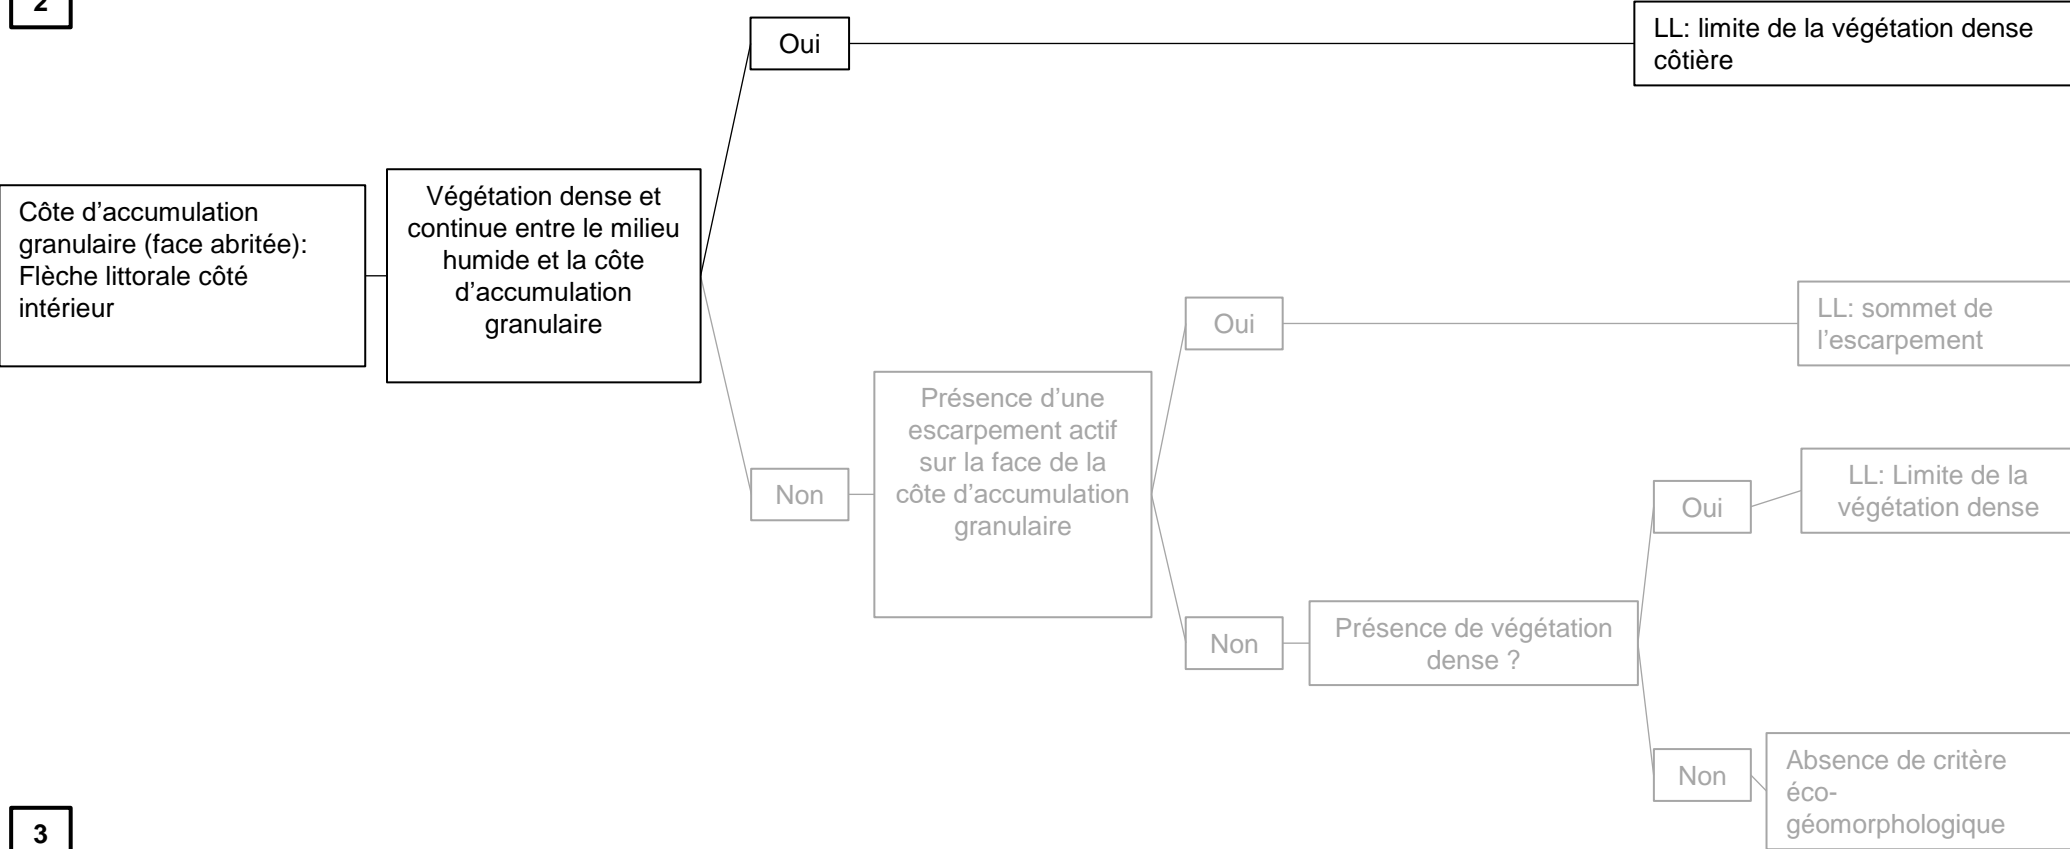 2
Oui
LL: limite de la végétation dense
côtière
Côte d’accumulation
granulaire (face abritée):
Flèche littorale côté
intérieur
Végétation dense et
continue entre le milieu
humide et la côte
d’accumulation
granulaire
Oui
LL: sommet de
l’escarpement
Non
Présence d’une
escarpement actif
sur la face de la
côte d’accumulation
granulaire
Oui
LL: Limite de la
végétation dense
Non
Présence de végétation
dense ?
Non
Absence de critère
éco-
géomorphologique
3